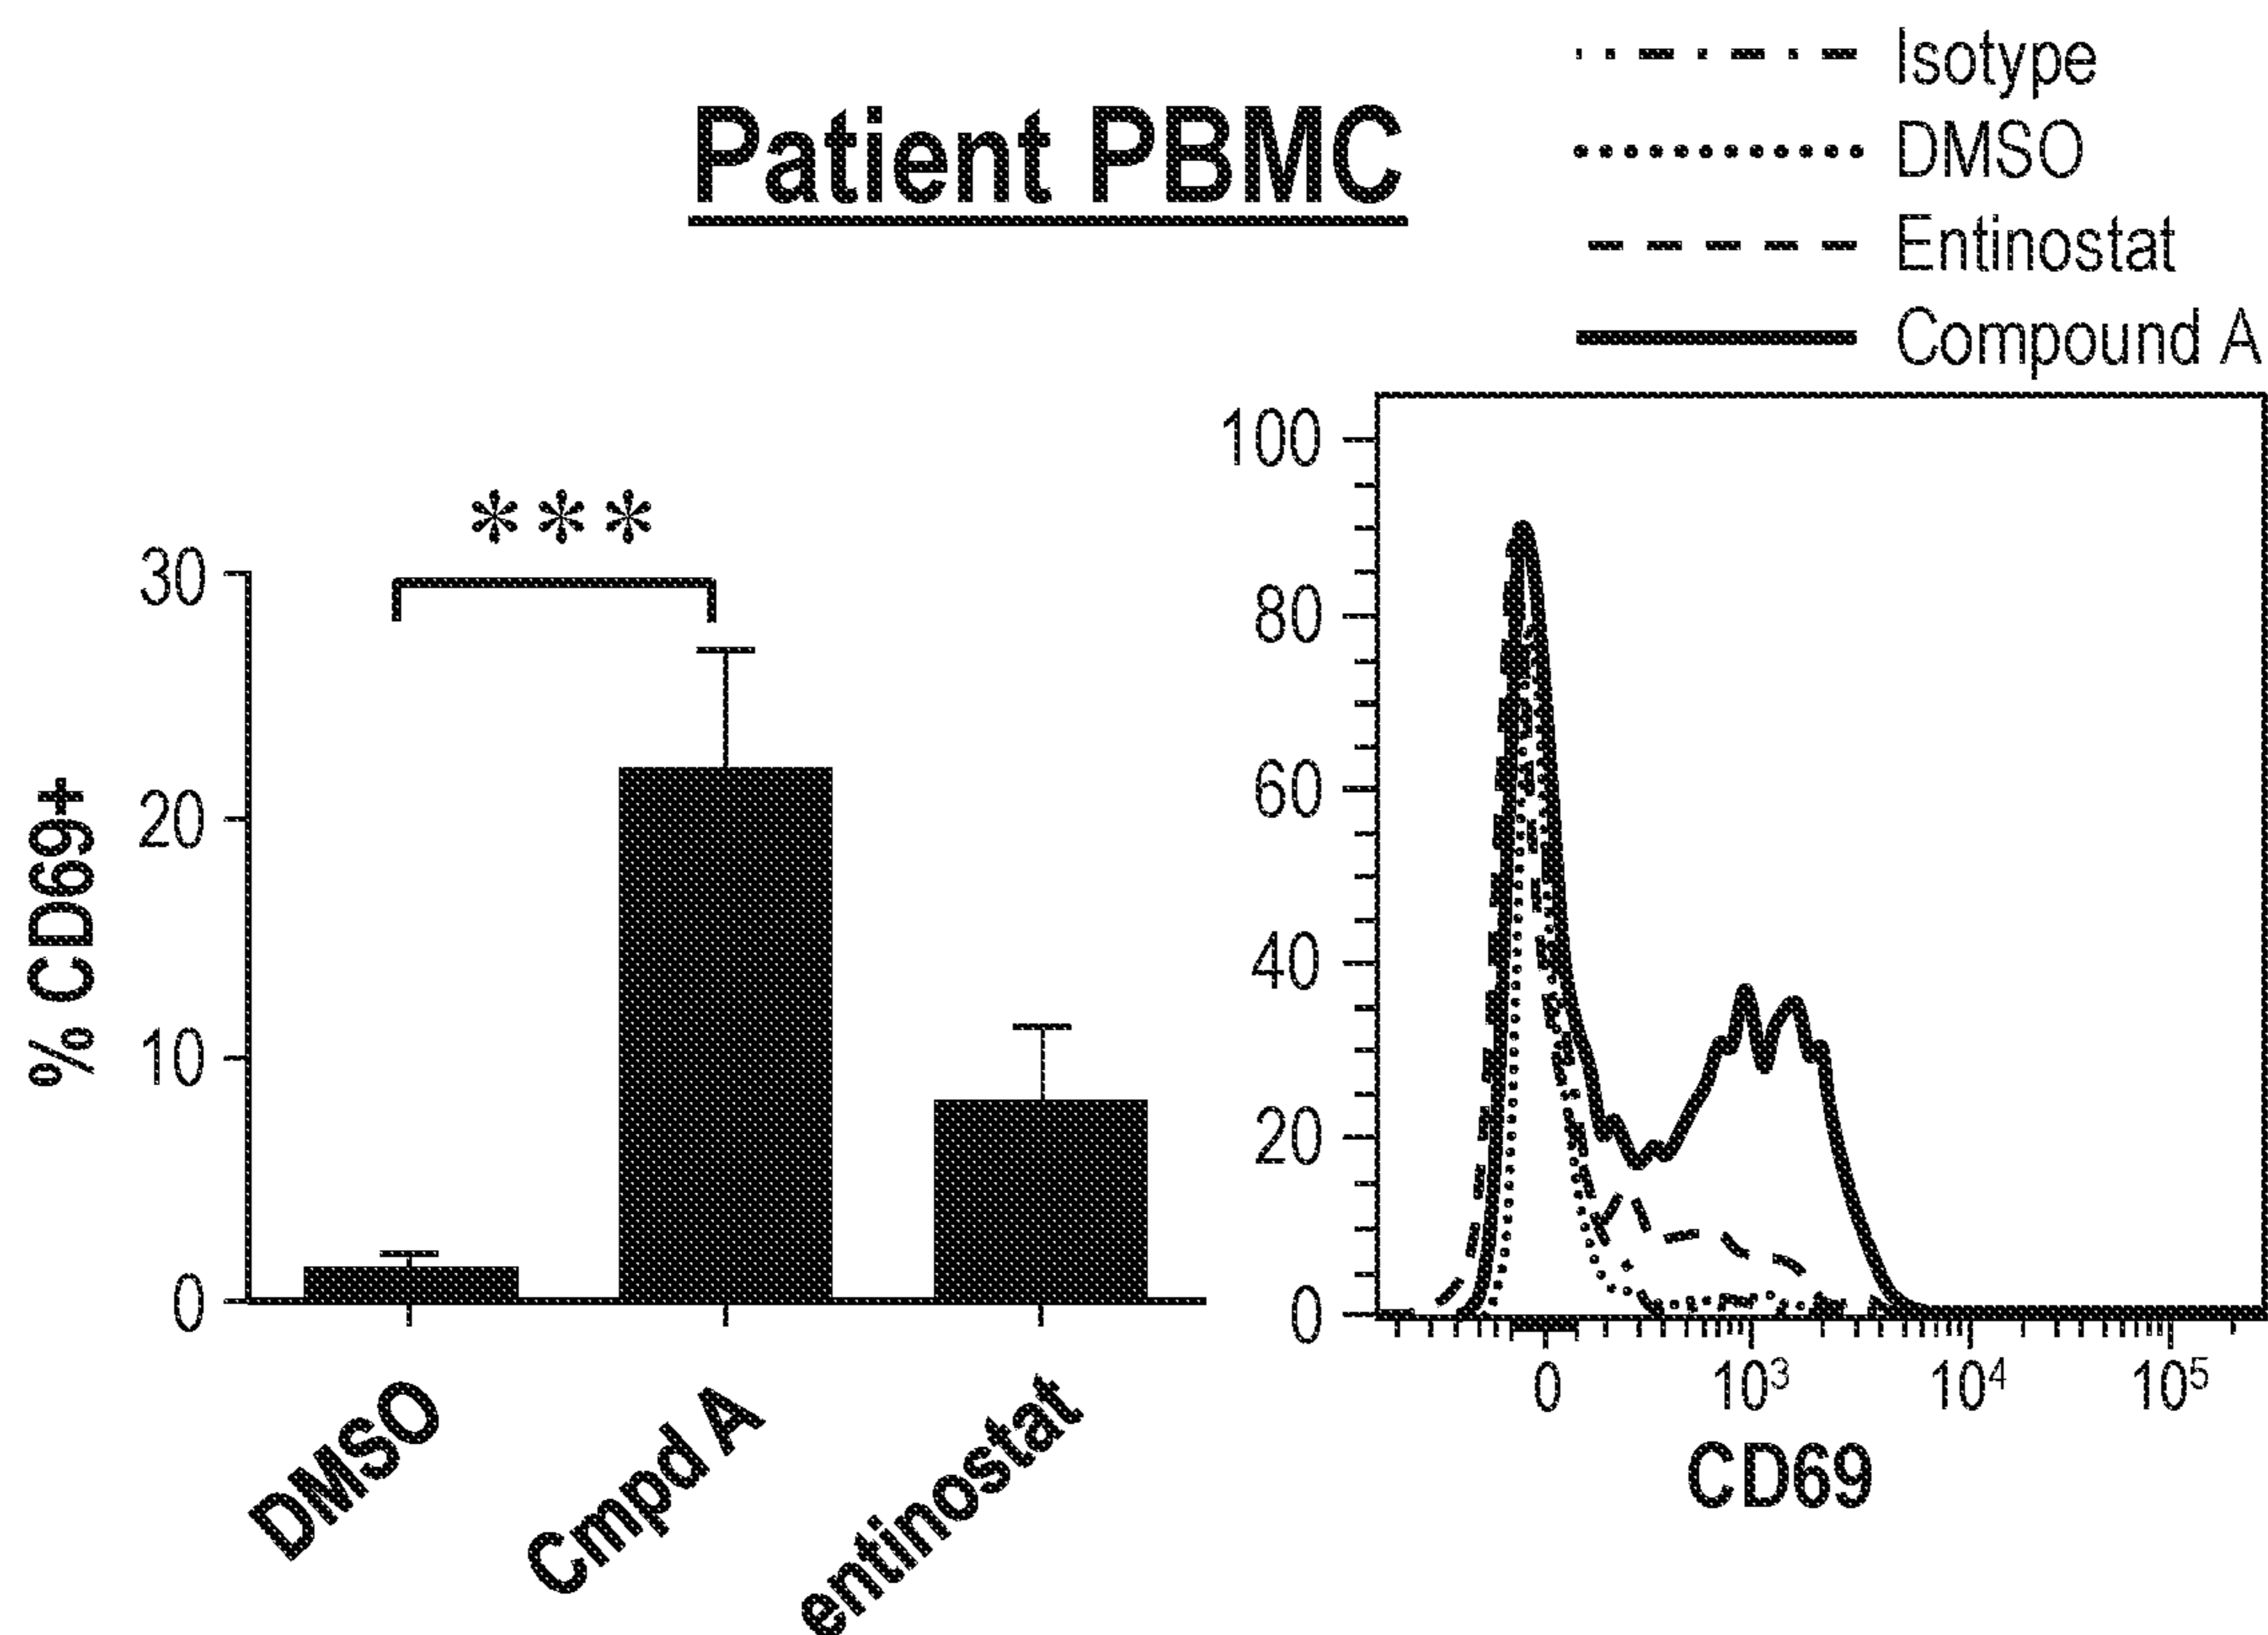 Patient PBMC
Isotype
DMSO
Entinostat
Compound A
***
30
20
10
0
% CD69+
DMSO
Cmpd A
entinostat
100
80
60
40
20
0
0
10³
10⁴
10⁵
CD69